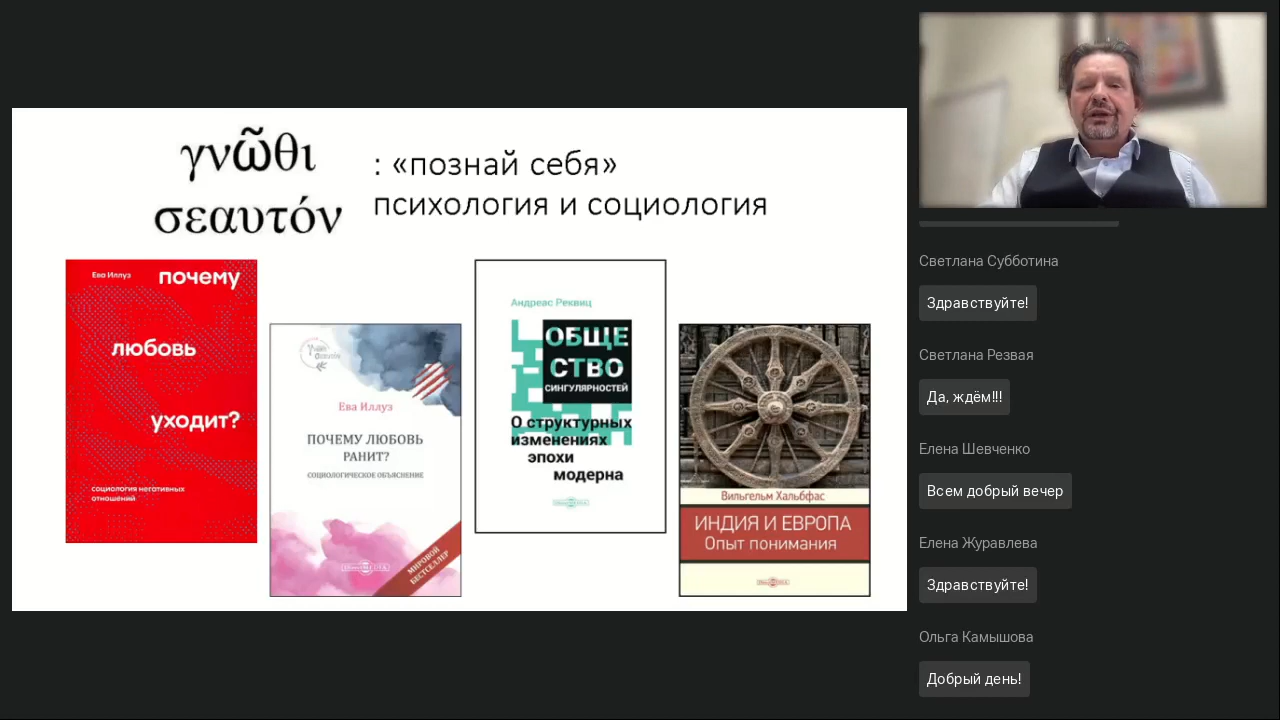 γνῶθι
σεαυτόν
: «познай себя»
психология и социология
Ева Иллуз
почему
любовь
уходит?
социология негативных
отношений
Ева Иллуз
ПОЧЕМУ ЛЮБОВЬ
РАНИТ?
СОЦИОЛОГИЧЕСКОЕ ОБЪЯСНЕНИЕ
МИРОВОЙ
БЕСТСЕЛЛЕР
Андреас Реквиц
ОБЩЕ
СТВО
СИНГУЛЯРНОСТЕЙ
О структурных
изменениях
эпохи
модерна
Вильгельм Хальбфас
ИНДИЯ И ЕВРОПА
Опыт понимания
Светлана Субботина
Здравствуйте!
Светлана Резвая
Да, ждём!!!
Елена Шевченко
Всем добрый вечер
Елена Журавлева
Здравствуйте!
Ольга Камышова
Добрый день!